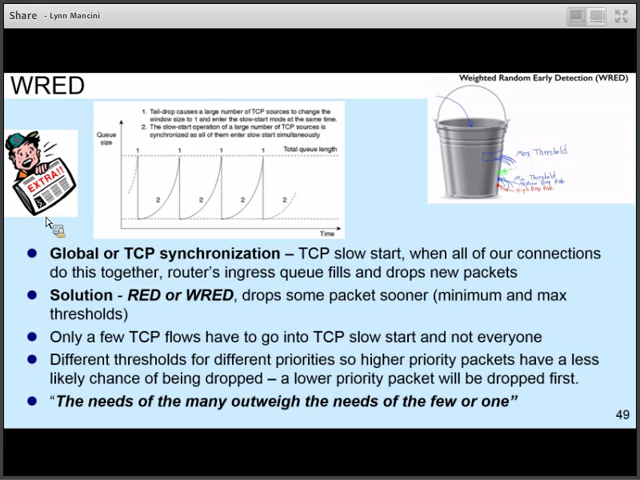 Share - Lynn Mancini
WRED
Weighted Random Early Detection (WRED)
1. Tail-drop causes a large number of TCP sources to change the
window size to 1 and enter the slow-start mode at the same time.
2. The slow-start operation of a large number of TCP sources is
synchronized as all of them enter slow start simultaneously.
Queue
size
1 1 1 1 Total queue length
2 2 2 2
Time
EXTRA!!
Max Threshold
Min Threshold
Medium Drop Prob
High Drop Prob
Global or TCP synchronization – TCP slow start, when all of our connections
do this together, router's ingress queue fills and drops new packets
Solution - RED or WRED, drops some packet sooner (minimum and max
thresholds)
Only a few TCP flows have to go into TCP slow start and not everyone
Different thresholds for different priorities so higher priority packets have a less
likely chance of being dropped – a lower priority packet will be dropped first.
“The needs of the many outweigh the needs of the few or one”
49